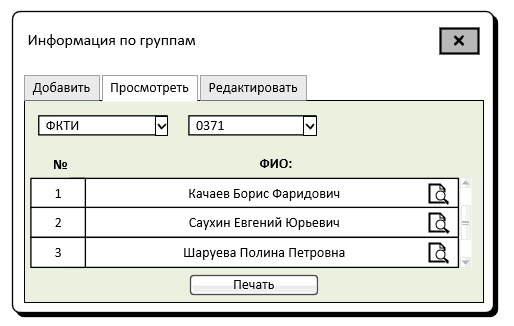 Информация по группам
Добавить Просмотреть Редактировать
ФКТИ 0371
№ ФИО:
1 Качаев Борис Фаридович
2 Саухин Евгений Юрьевич
3 Шаруева Полина Петровна
Печать